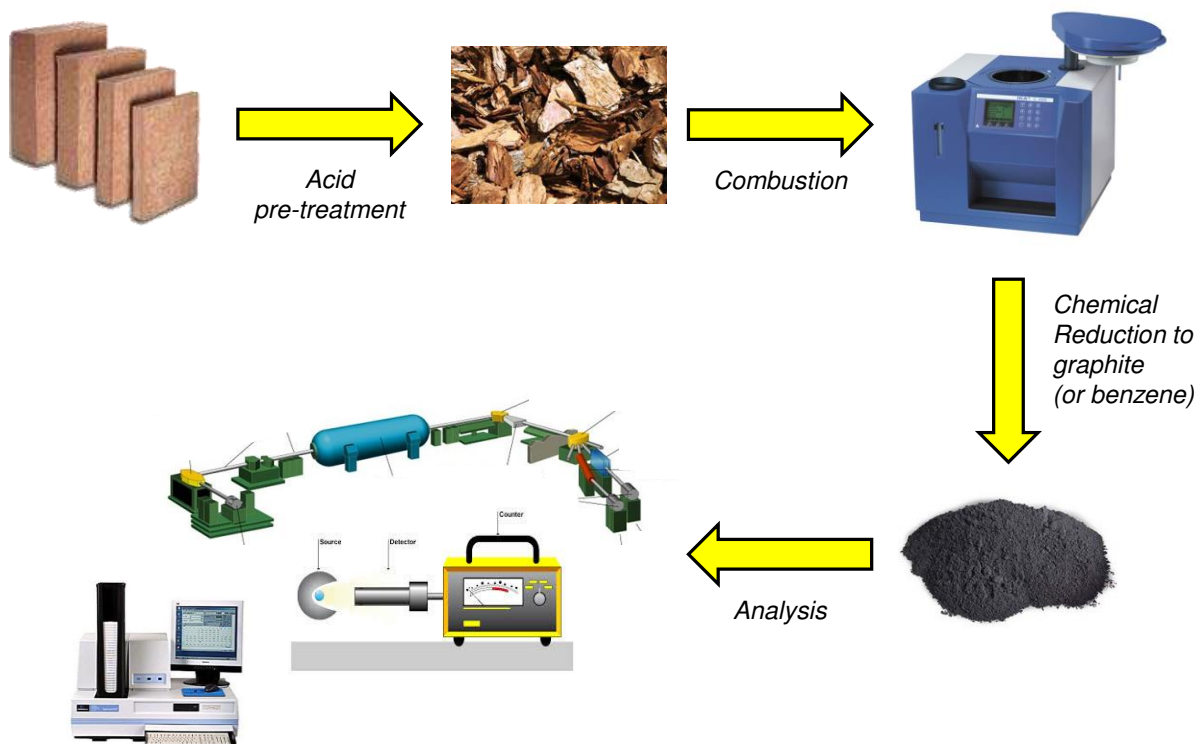 Acid
pre-treatment
Combustion
Chemical
Reduction to
graphite
(or benzene)
Analysis
Source
Detector
Counter